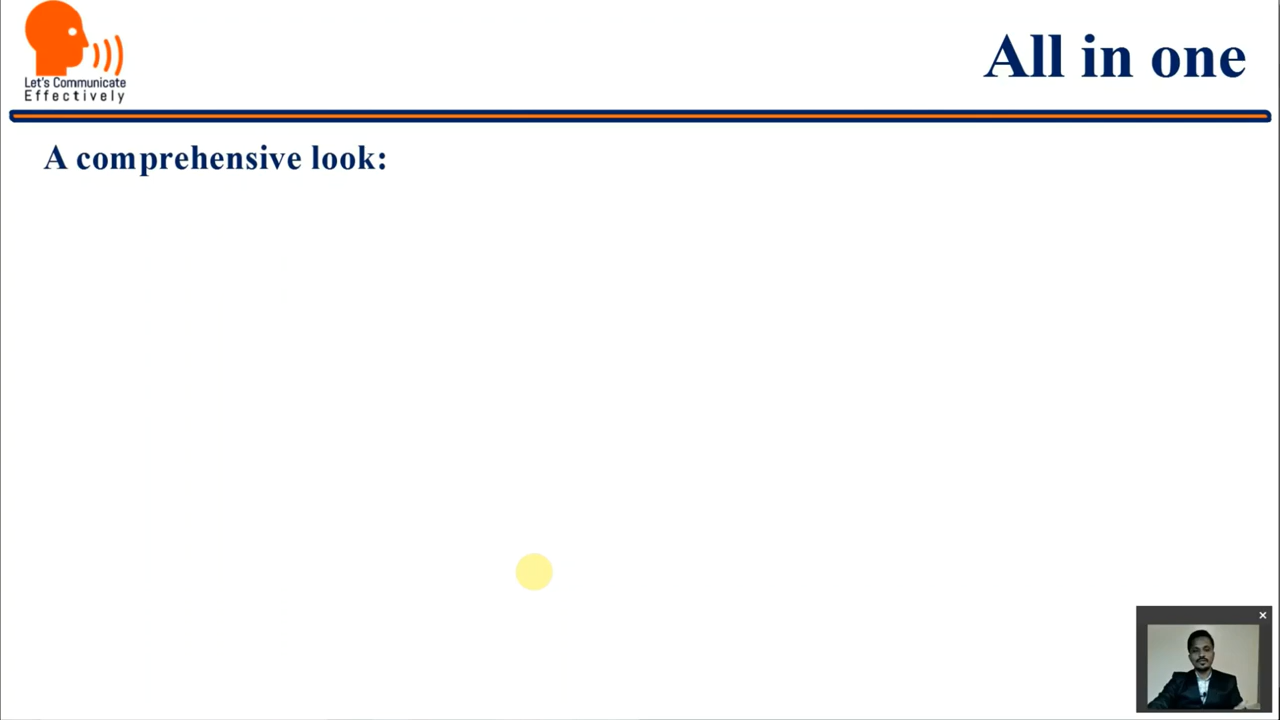 Let's Communicate
Effectively
All in one
A comprehensive look: